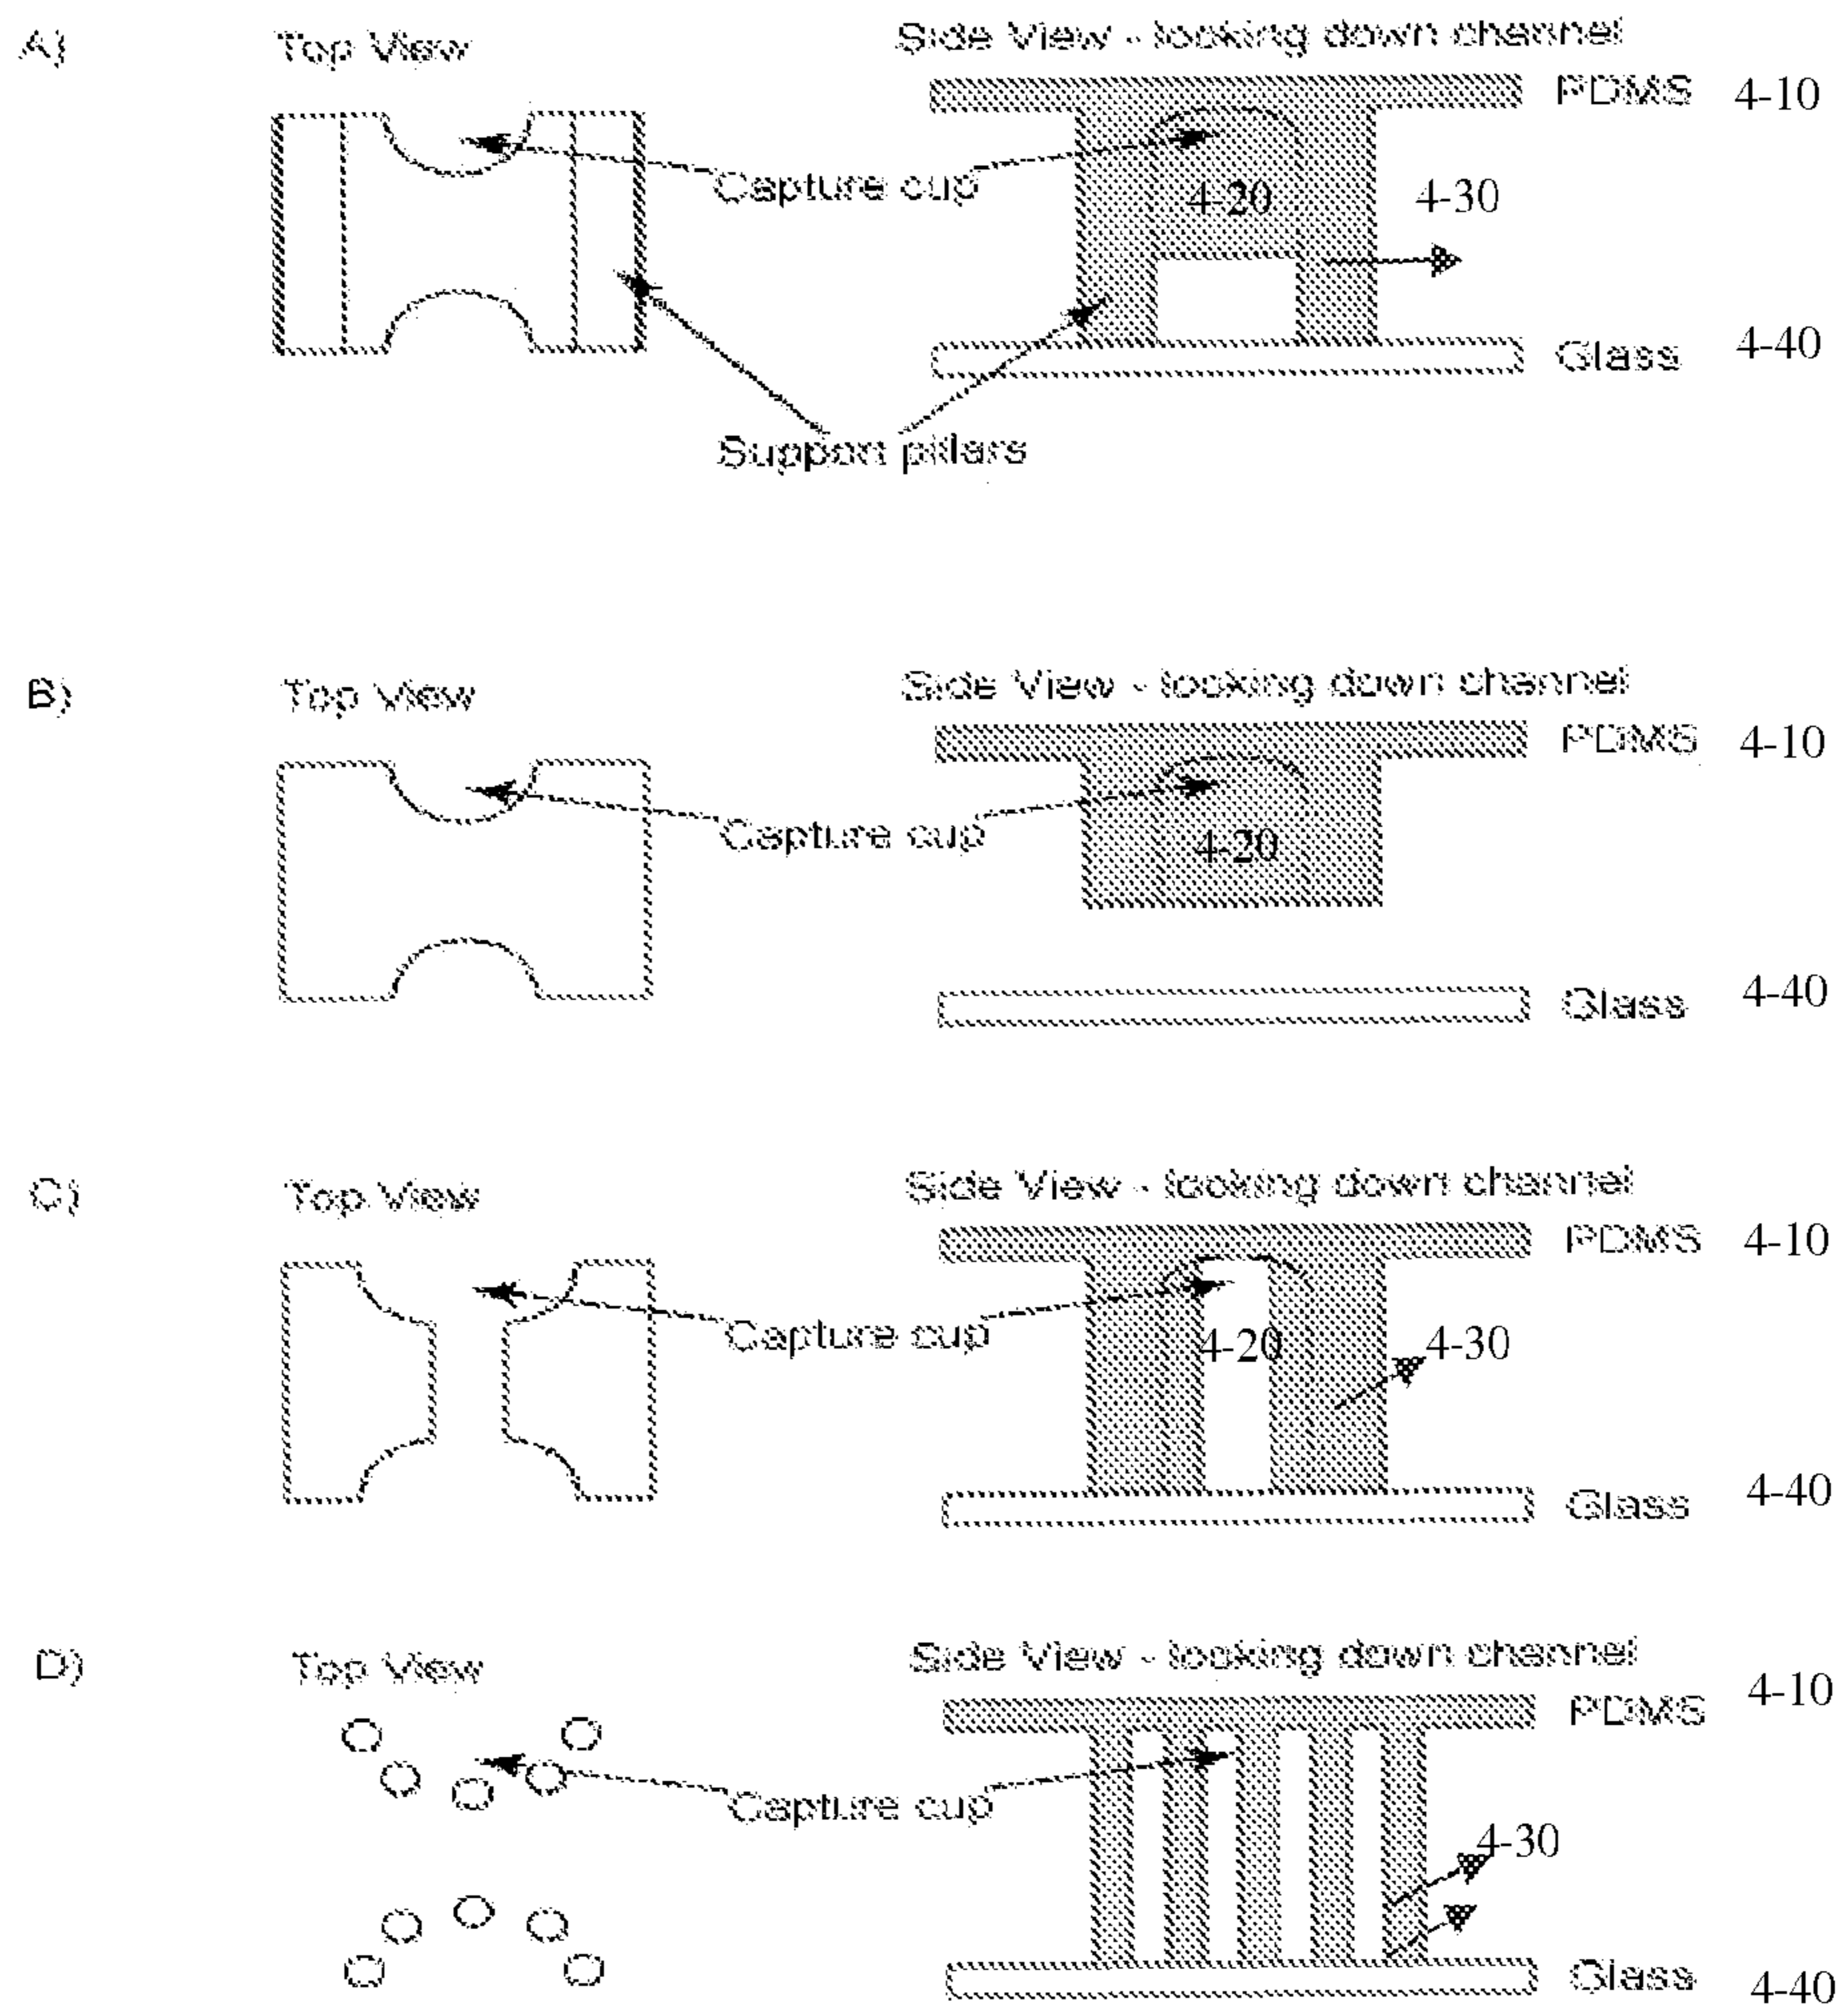 A) Top View Side View - looking down channel
PDMS 4-10
Capture cup 4-20 4-30
Glass 4-40
Support pillars
B) Top View Side View - looking down channel
PDMS 4-10
Capture cup 4-20
Glass 4-40
C) Top View Side View - looking down channel
PDMS 4-10
Capture cup 4-20 4-30
Glass 4-40
D) Top View Side View - looking down channel
PDMS 4-10
Capture cup
4-30
Glass 4-40